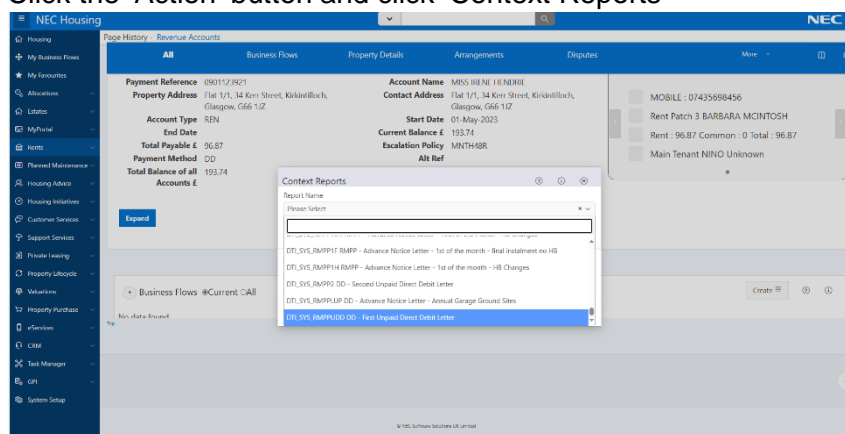 Click the 'Action' button and click 'Context Reports'
NEC Housing
NEC
Housing
My Business Flows
My Favourites
Allocations
Estates
MyPortal
Rents
Planned Maintenance
Housing Advice
Housing Initiatives
Customer Services
Support Services
Private Leasing
Property Lifecycle
Valuations
Property Purchase
eServices
CRM
Task Manager
GPI
System Setup
Page History - Revenue Accounts
All Business Flows Property Details Arrangements Disputes More
Payment Reference 0901123921
Property Address Flat 1/1, 34 Kerr Street, Kirkintilloch, Glasgow, G66 1JZ
Account Type REN
End Date
Total Payable £ 96.87
Payment Method DD
Total Balance of all Accounts £ 193.74
Account Name MISS IRENE HENDRIE
Contact Address Flat 1/1, 34 Kerr Street, Kirkintilloch, Glasgow, G66 1JZ
Start Date 01-May-2023
Current Balance £ 193.74
Escalation Policy MNTH48R
Alt Ref
MOBILE : 07435698456
Rent Patch 3 BARBARA MCINTOSH
Rent : 96.87 Common : 0 Total : 96.87
Main Tenant NINO Unknown
Expand
Context Reports
Report Name
Please Select
DTI_SYS_RMPP1F RMPP - Advance Notice Letter - 1st of the month - final instalment no HB
DTI_SYS_RMPP1H RMPP - Advance Notice Letter - 1st of the month - HB Changes
DTI_SYS_RMPP2 DD - Second Unpaid Direct Debit Letter
DTI_SYS_RMPPLUP DD - Advance Notice Letter - Annual Garage Ground Sites
DTI_SYS_RMPPUDD DD - First Unpaid Direct Debit Letter
Business Flows Current All
Create
No data found
Top
© NEC Software Solutions UK Limited